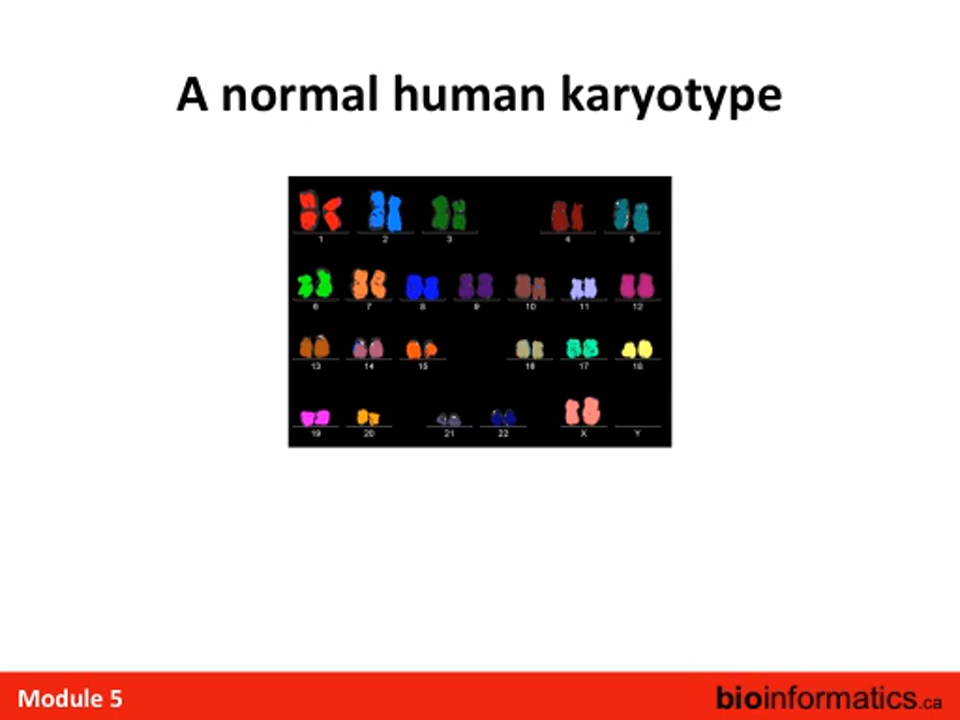 A normal human karyotype
1 2 3 4 5
6 7 8 9 10 11 12
13 14 15 16 17 18
19 20 21 22 X Y
Module 5
bioinformatics.ca